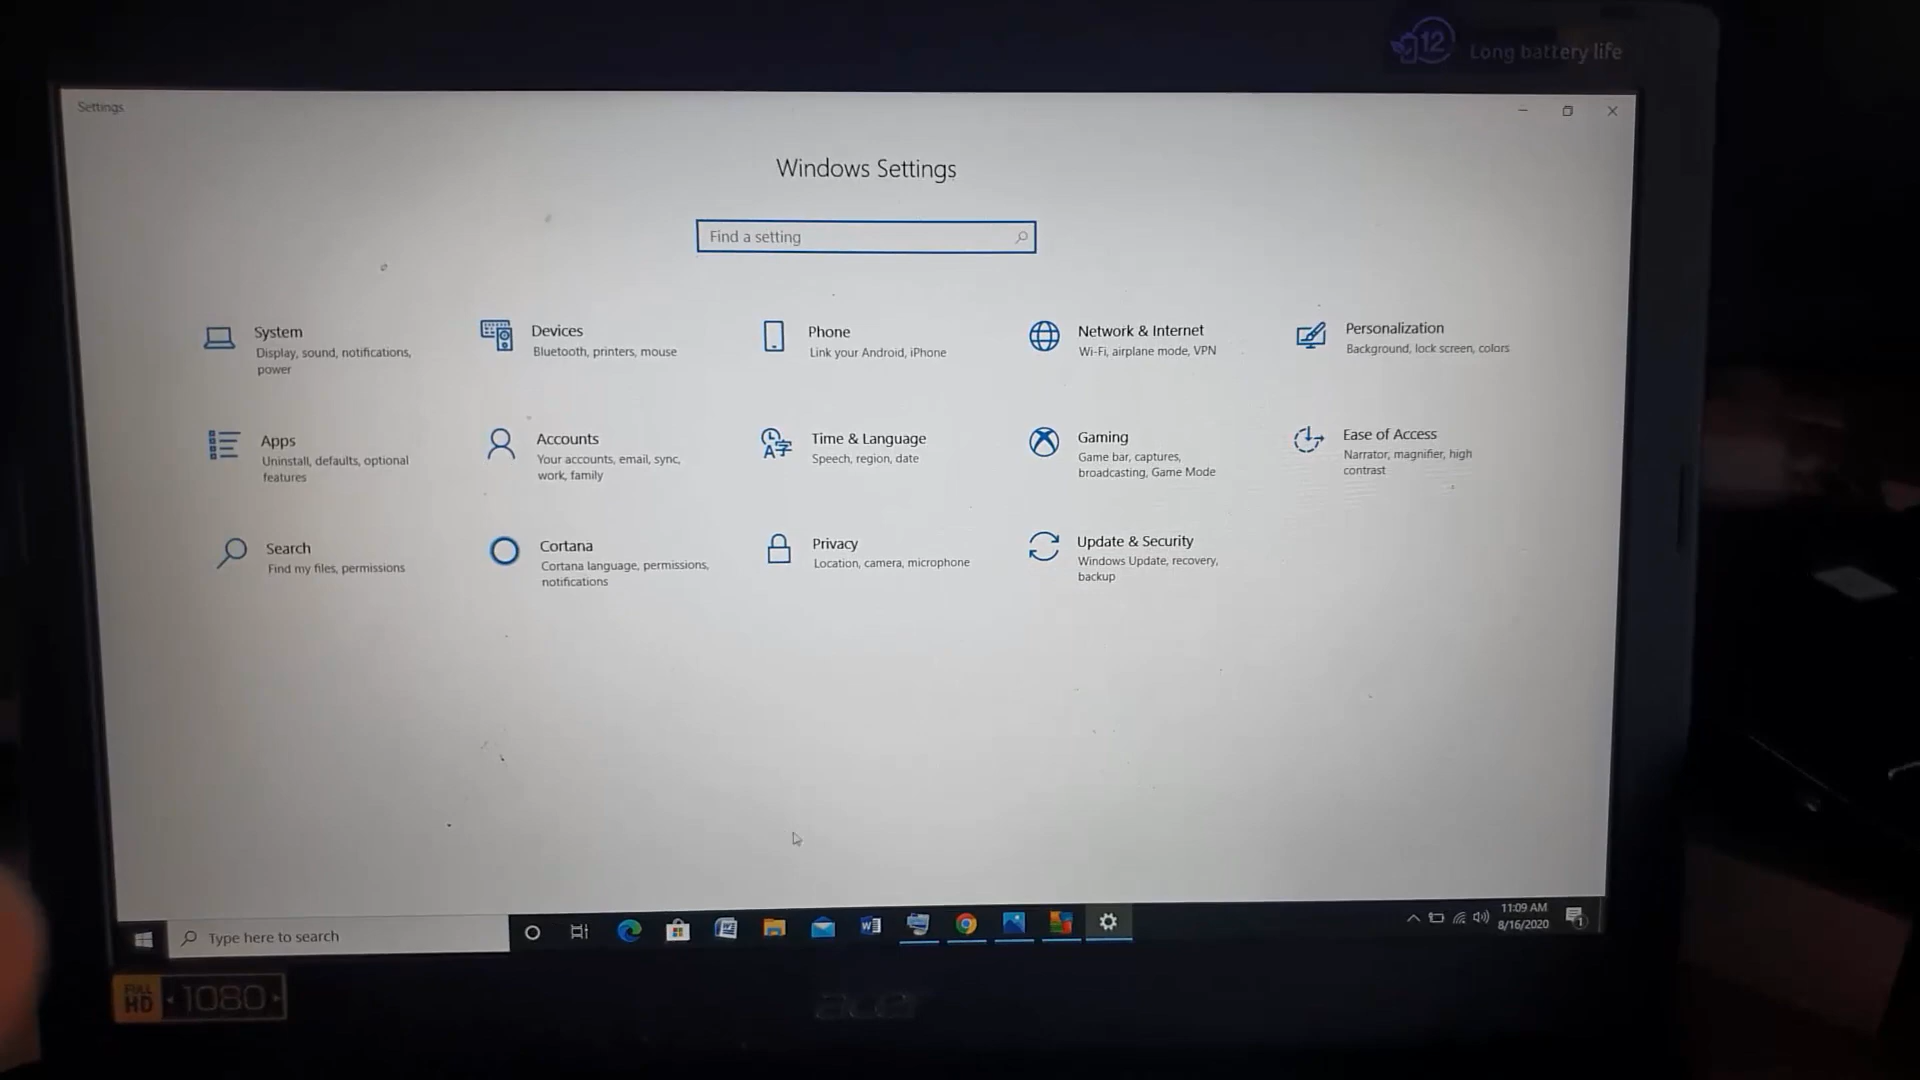 12 Long battery life
Settings
Windows Settings
Find a setting
System
Display, sound, notifications,
power
Devices
Bluetooth, printers, mouse
Phone
Link your Android, iPhone
Network & Internet
Wi-Fi, airplane mode, VPN
Personalization
Background, lock screen, colors
Apps
Uninstall, defaults, optional
features
Accounts
Your accounts, email, sync,
work, family
Time & Language
Speech, region, date
Gaming
Game bar, captures,
broadcasting, Game Mode
Ease of Access
Narrator, magnifier, high
contrast
Search
Find my files, permissions
Cortana
Cortana language, permissions,
notifications
Privacy
Location, camera, microphone
Update & Security
Windows Update, recovery,
backup
Type here to search
11:09 AM
8/16/2020
1
FULL
HD
1080
acer